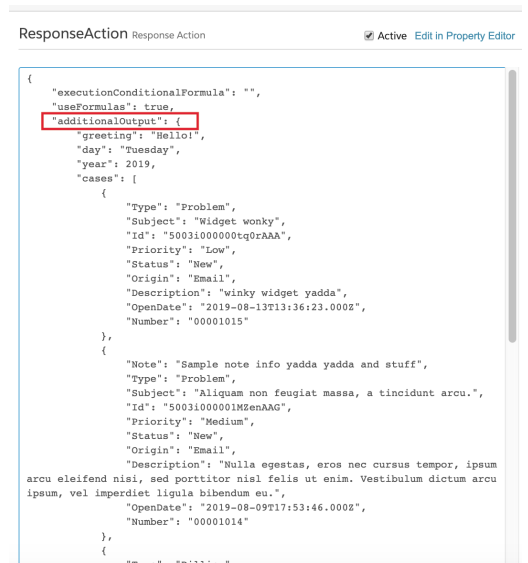 ResponseAction Response Action Active Edit in Property Editor
{
"executionConditionalFormula": "",
"useFormulas": true,
"additionalOutput": {
"greeting": "Hello!",
"day": "Tuesday",
"year": 2019,
"cases": [
{
"Type": "Problem",
"Subject": "Widget wonky",
"Id": "5003i000000tq0rAAA",
"Priority": "Low",
"Status": "New",
"Origin": "Email",
"Description": "winky widget yadda",
"OpenDate": "2019-08-13T13:36:23.000Z",
"Number": "00001015"
},
{
"Note": "Sample note info yadda yadda and stuff",
"Type": "Problem",
"Subject": "Aliquam non feugiat massa, a tincidunt arcu.",
"Id": "5003i000001MZenAAG",
"Priority": "Medium",
"Status": "New",
"Origin": "Email",
"Description": "Nulla egestas, eros nec cursus tempor, ipsum
arcu eleifend nisi, sed porttitor nisl felis ut enim. Vestibulum dictum arcu
ipsum, vel imperdiet ligula bibendum eu.",
"OpenDate": "2019-08-09T17:53:46.000Z",
"Number": "00001014"
},
{